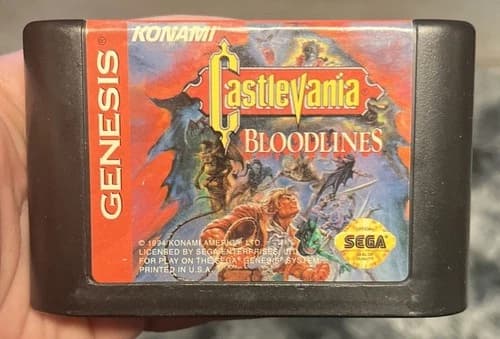 KONAMI
GENESIS
Castlevania
BLOODLINES
© 1994 KONAMI AMERICA LTD.
LICENSED BY SEGA ENTERPRISES, LTD.
FOR PLAY ON THE SEGA® GENESIS™ SYSTEM.
PRINTED IN U.S.A.
SEGA